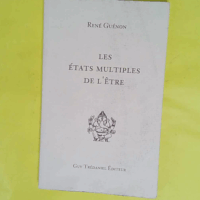 RENÉ GUÉNON
LES
ÉTATS MULTIPLES
DE L'ÊTRE
GUY TRÉDANIEL ÉDITEUR